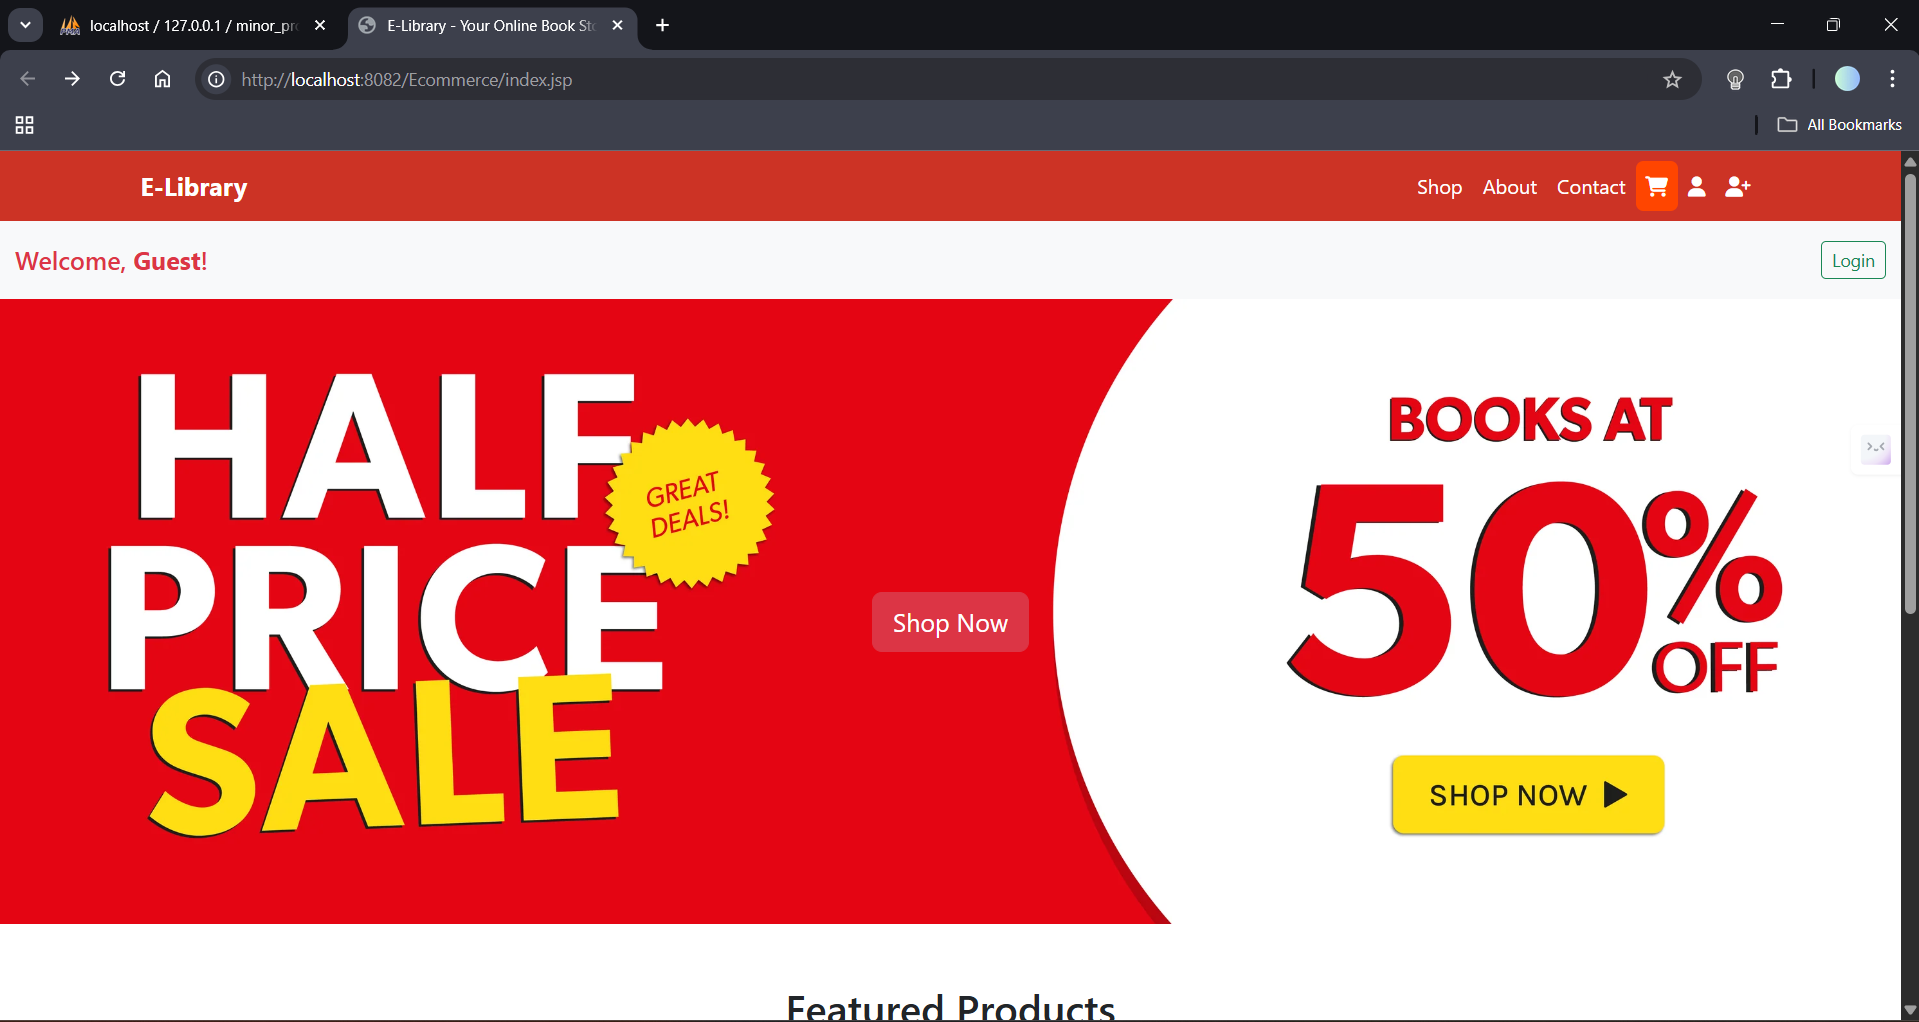 localhost / 127.0.0.1 / minor_pr
E-Library - Your Online Book Sto
http://localhost:8082/Ecommerce/index.jsp
All Bookmarks
E-Library
Shop About Contact
Welcome, Guest!
Login
HALF
PRICE
SALE
GREAT
DEALS!
Shop Now
BOOKS AT
50%
OFF
SHOP NOW
Featured Products